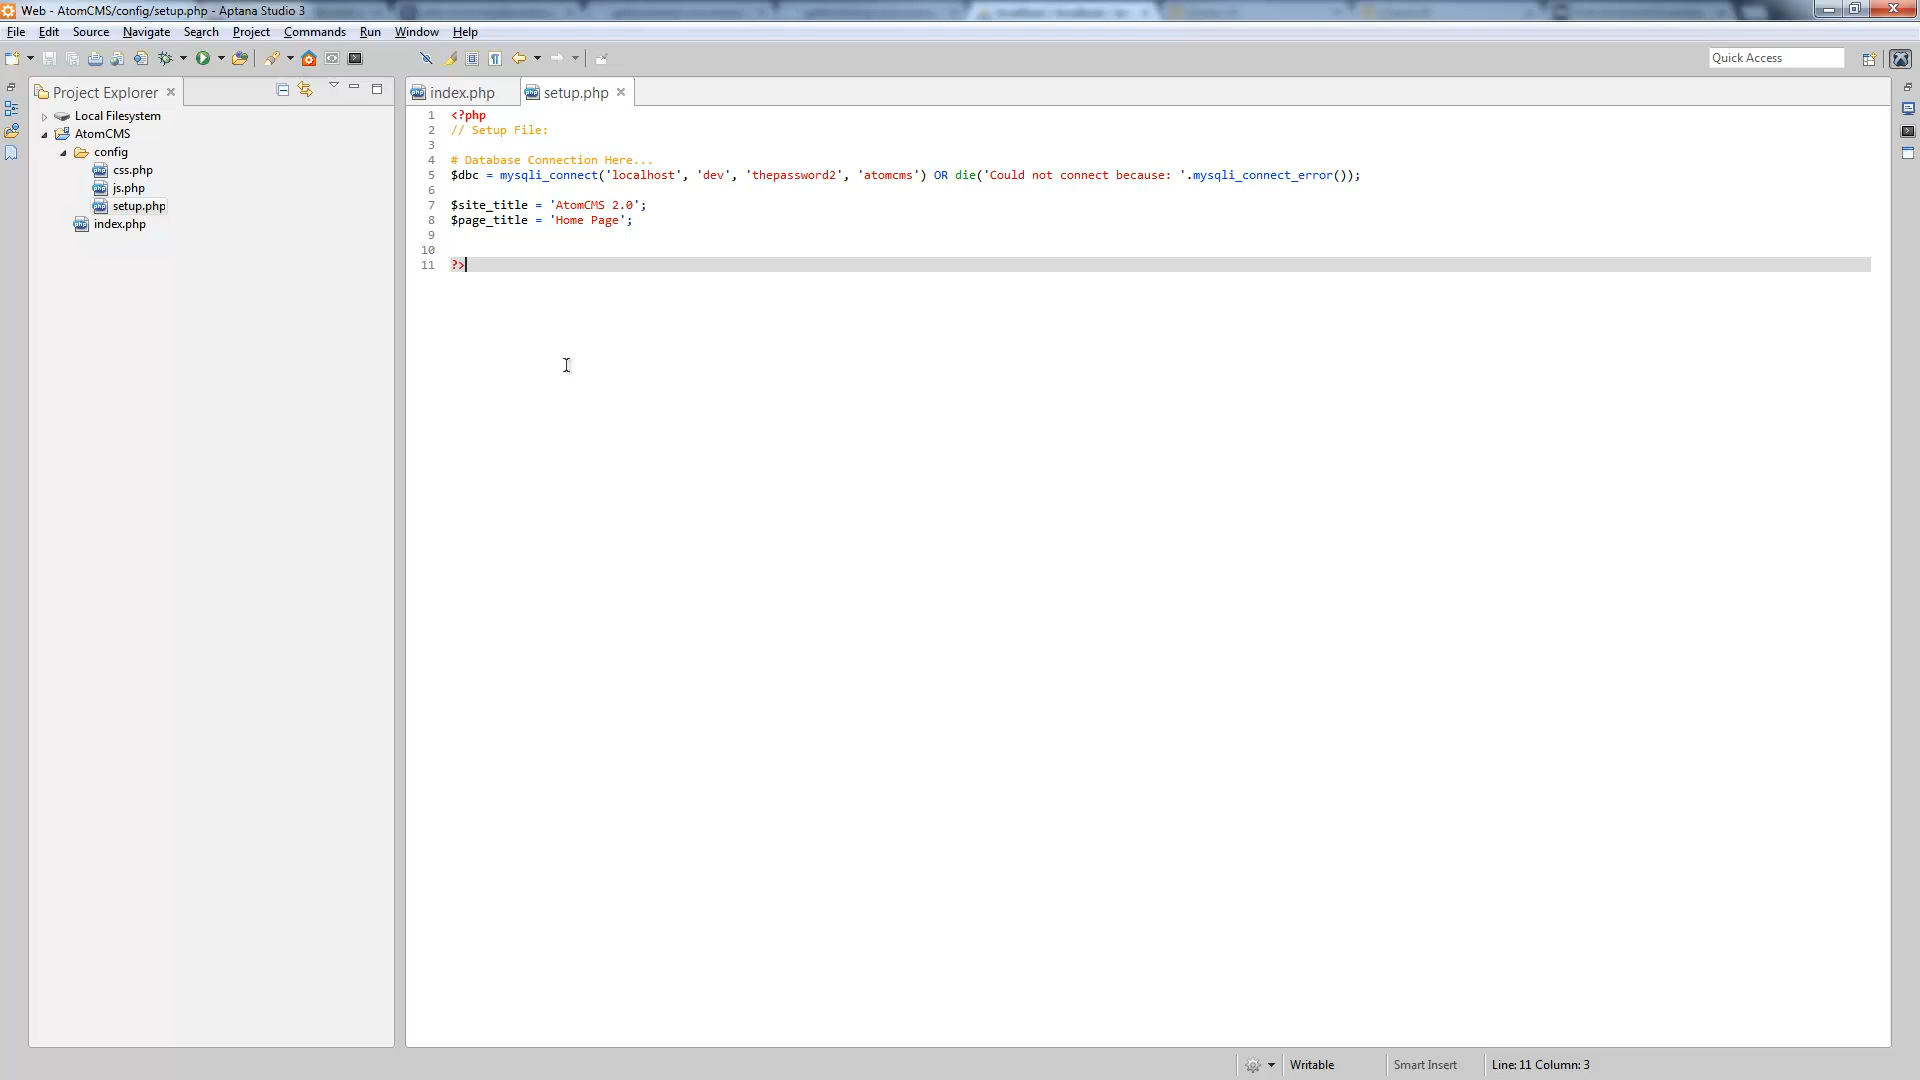 Web - AtomCMS/config/setup.php - Aptana Studio 3
File Edit Source Navigate Search Project Commands Run Window Help
Quick Access
Project Explorer
index.php
setup.php
Local Filesystem
AtomCMS
config
css.php
js.php
setup.php
index.php
1 <?php
2 // Setup File:
3
4 # Database Connection Here...
5 $dbc = mysqli_connect('localhost', 'dev', 'thepassword2', 'atomcms') OR die('Could not connect because: '.mysqli_connect_error());
6
7 $site_title = 'AtomCMS 2.0';
8 $page_title = 'Home Page';
9
10
11 ?>
Writable
Smart Insert
Line: 11 Column: 3